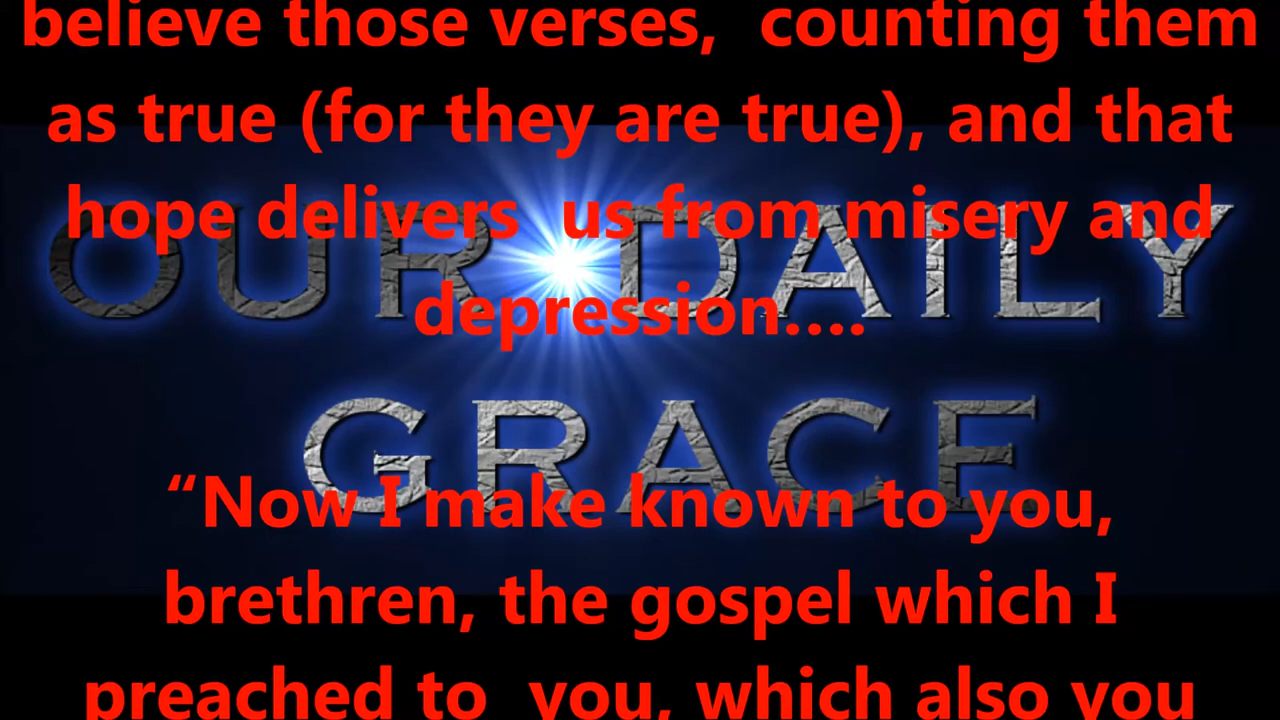 believe those verses,  counting them
as true (for they are true), and that
hope delivers  us from misery and
depression....
OUR DAILY
GRACE
“Now I make known to you,
brethren, the gospel which I
preached to  you, which also you